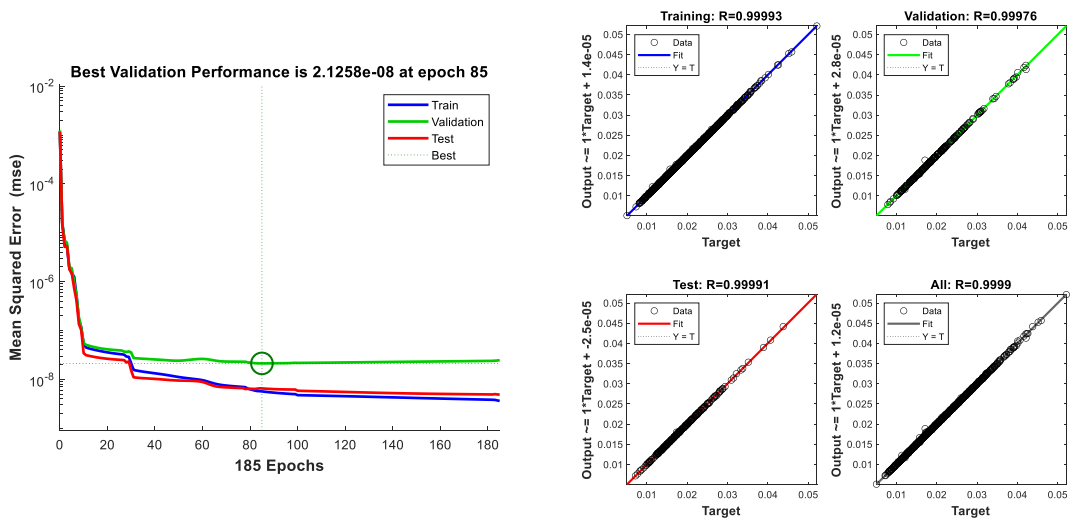 Best Validation Performance is 2.1258e-08 at epoch 85
Mean Squared Error (mse)
10-2
10-4
10-6
10-8
Train
Validation
Test
Best
0 20 40 60 80 100 120 140 160 180
185 Epochs
Training: R=0.99993
Output ~= 1*Target + 1.4e-05
0.05
0.045
0.04
0.035
0.03
0.025
0.02
0.015
0.01
Data
Fit
Y = T
0.01 0.02 0.03 0.04 0.05
Target
Validation: R=0.99976
Output ~= 1*Target + 2.8e-05
0.05
0.045
0.04
0.035
0.03
0.025
0.02
0.015
0.01
Data
Fit
Y = T
0.01 0.02 0.03 0.04 0.05
Target
Test: R=0.99991
Output ~= 1*Target + -2.5e-05
0.05
0.045
0.04
0.035
0.03
0.025
0.02
0.015
0.01
Data
Fit
Y = T
0.01 0.02 0.03 0.04 0.05
Target
All: R=0.9999
Output ~= 1*Target + 1.2e-05
0.05
0.045
0.04
0.035
0.03
0.025
0.02
0.015
0.01
Data
Fit
Y = T
0.01 0.02 0.03 0.04 0.05
Target